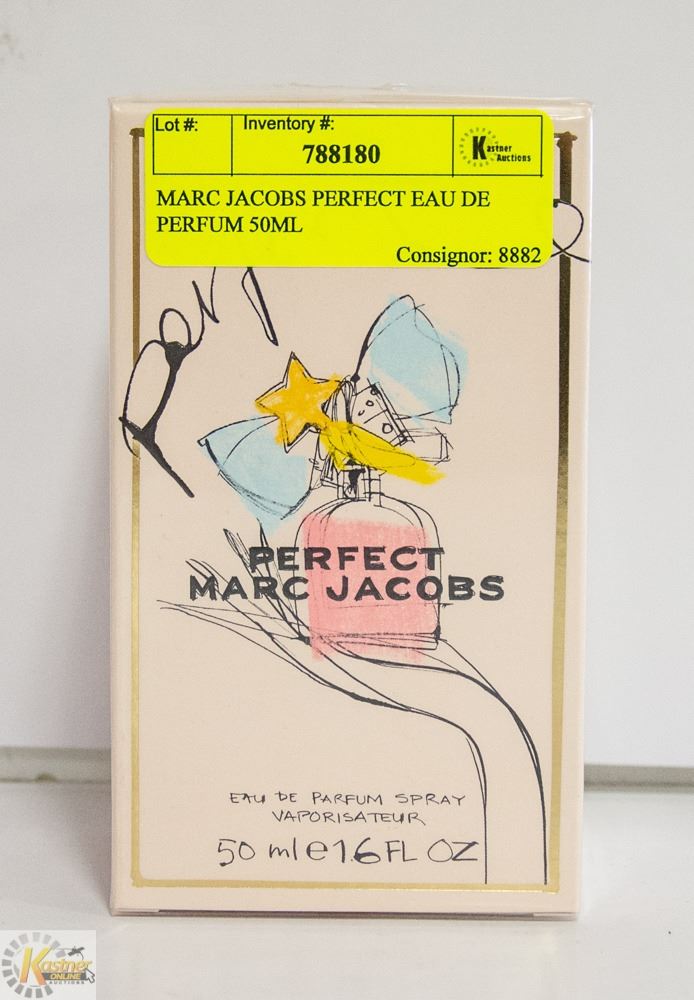 Lot #:
Inventory #:
788180
Kastner
Auctions
MARC JACOBS PERFECT EAU DE
PERFUM 50ML
Consignor: 8882
PERFECT
MARC JACOBS
EAU DE PARFUM SPRAY
VAPORISATEUR
50 ml e 1.6 FL OZ
Kastner
ONLINE
AUCTIONS